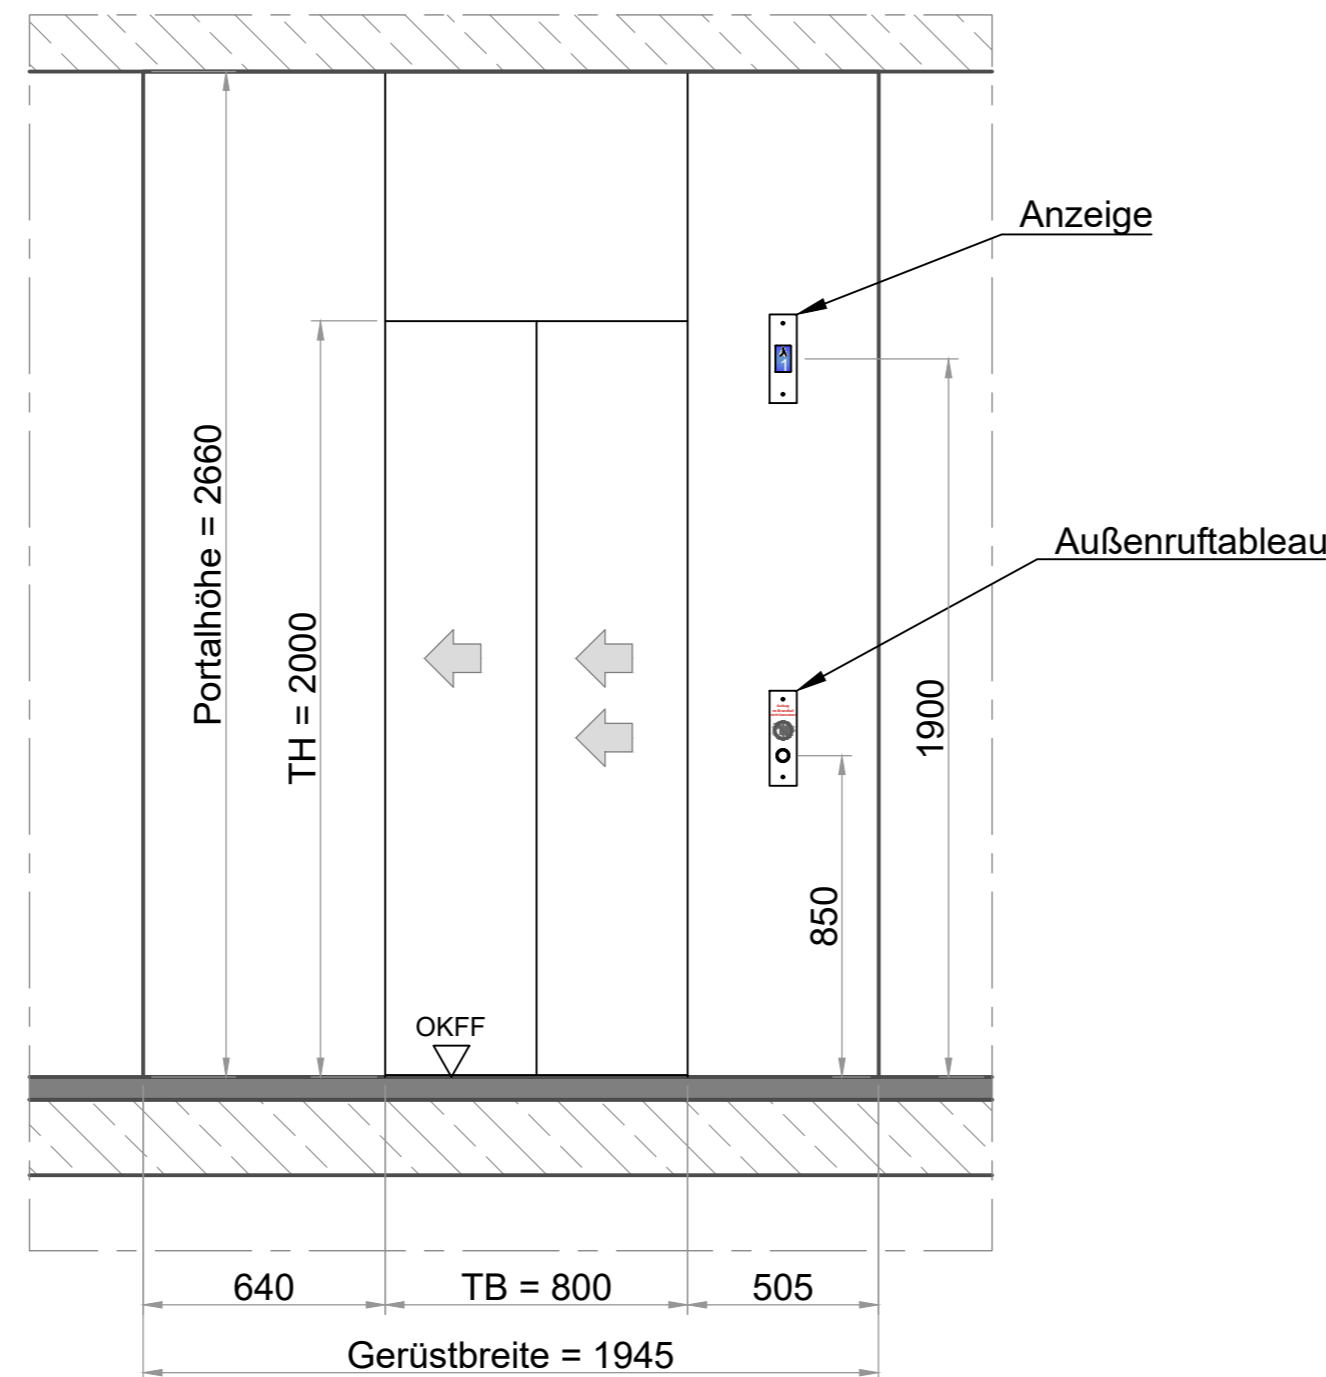 Anzeige
Portalhöhe = 2660
TH = 2000
Außenruftableau
1900
850
OKFF
640
TB = 800
505
Gerüstbreite = 1945